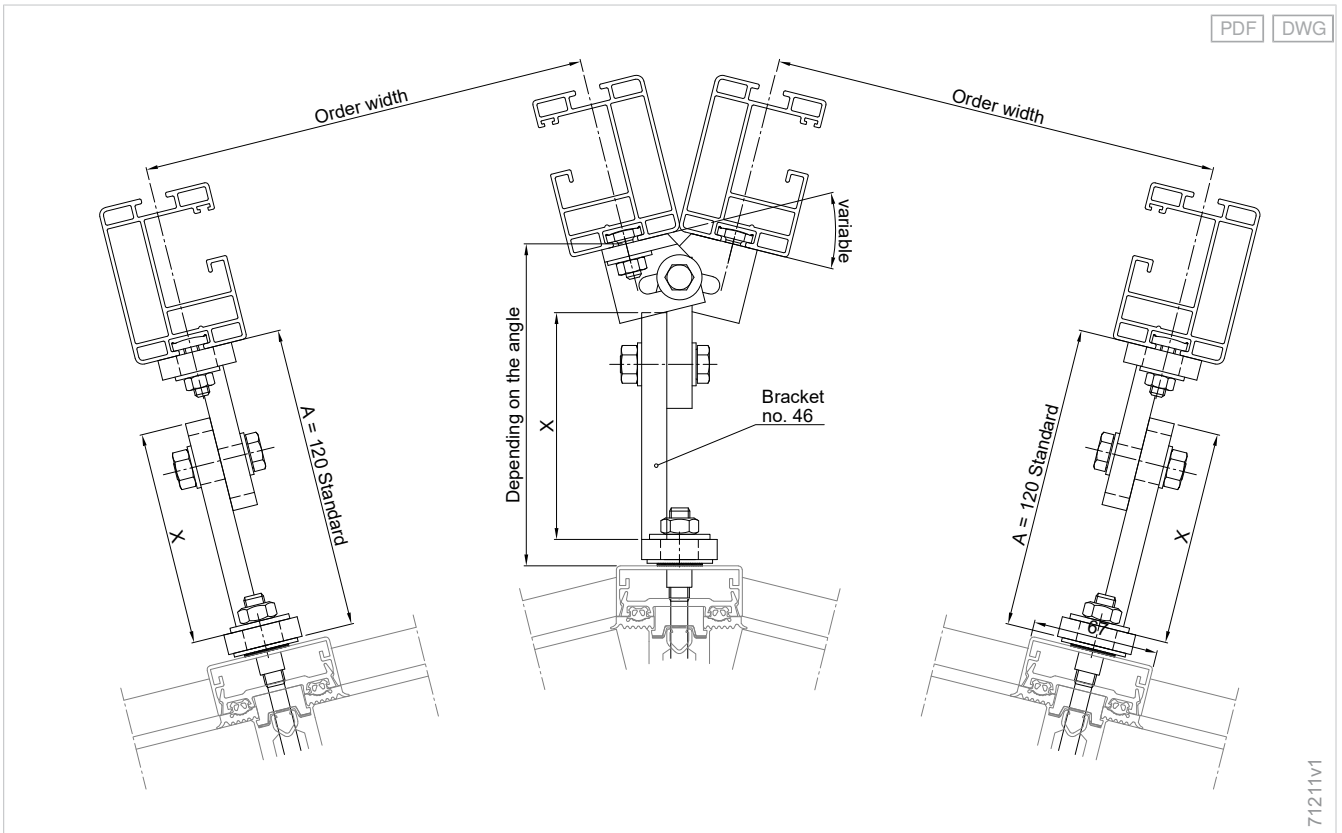 PDF DWG
Order width
Order width
variable
Depending on the angle
X
Bracket
no. 46
A = 120 Standard
X
A = 120 Standard
X
67
71211v1